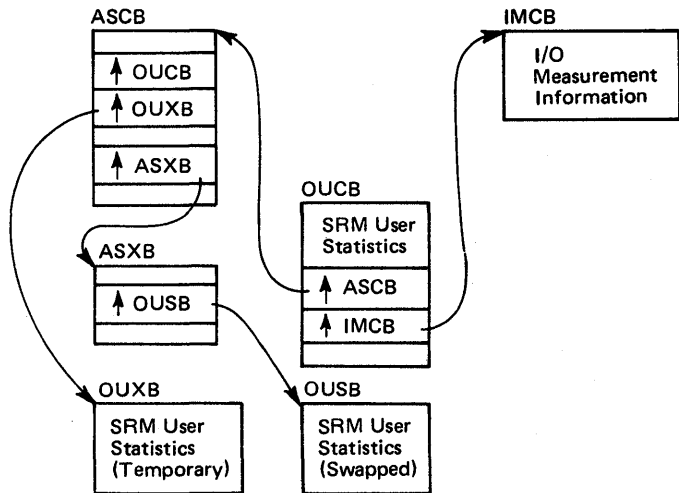 ASCB
↑ OUCB
↑ OUXB
↑ ASXB
IMCB
I/O
Measurement
Information
OUCB
SRM User
Statistics
↑ ASCB
↑ IMCB
ASXB
↑ OUSB
OUXB
SRM User
Statistics
(Temporary)
OUSB
SRM User
Statistics
(Swapped)